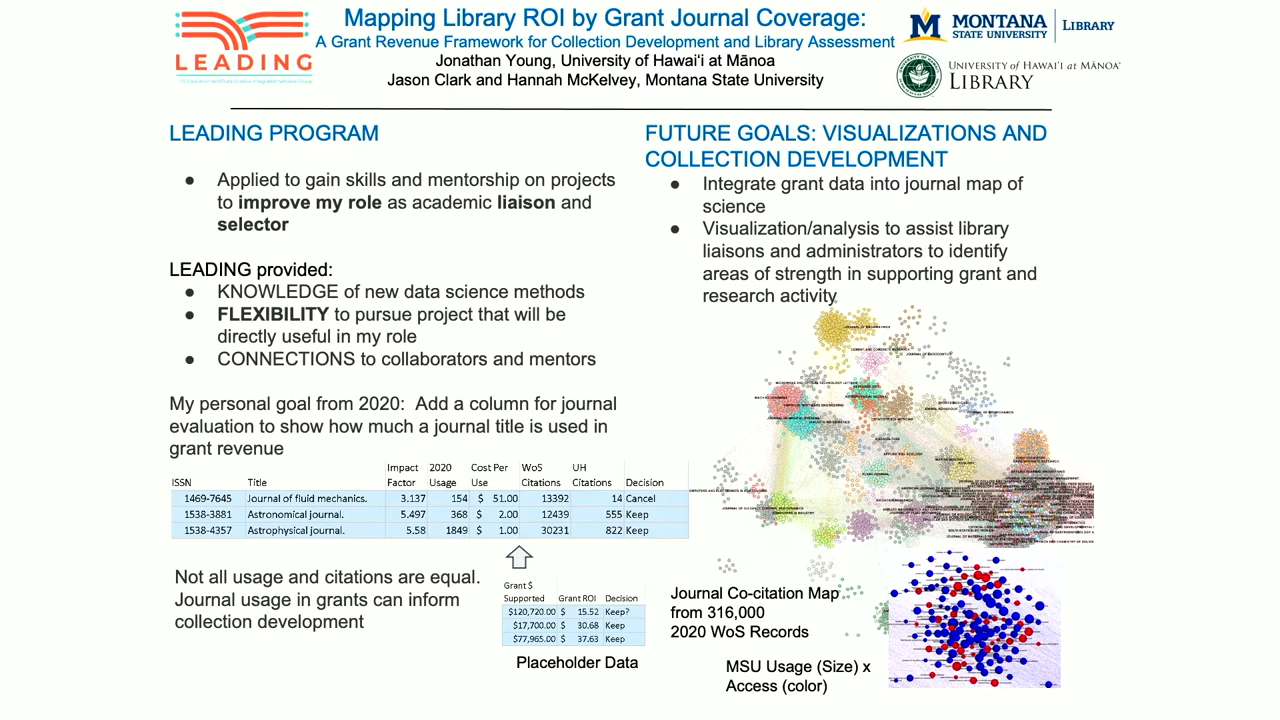 Mapping Library ROI by Grant Journal Coverage:
A Grant Revenue Framework for Collection Development and Library Assessment
Jonathan Young, University of Hawaiʻi at Mānoa
Jason Clark and Hannah McKelvey, Montana State University
LEADING
M MONTANA STATE UNIVERSITY LIBRARY
UNIVERSITY OF HAWAIʻI AT MĀNOA
LIBRARY
LEADING PROGRAM
● Applied to gain skills and mentorship on projects
to improve my role as academic liaison and
selector
LEADING provided:
● KNOWLEDGE of new data science methods
● FLEXIBILITY to pursue project that will be
directly useful in my role
● CONNECTIONS to collaborators and mentors
My personal goal from 2020: Add a column for journal
evaluation to show how much a journal title is used in
grant revenue
ISSN Title Impact Factor 2020 Usage Cost Per Use WoS Citations UH Citations Decision
1469-7645 Journal of fluid mechanics. 3.137 154 $ 51.00 13392 14 Cancel
1538-3881 Astronomical journal. 5.497 368 $ 2.00 12439 555 Keep
1538-4357 Astrophysical journal. 5.58 1849 $ 1.00 30231 822 Keep
Not all usage and citations are equal.
Journal usage in grants can inform
collection development
Grant $ Supported Grant ROI Decision
$120,720.00 $ 15.52 Keep?
$17,700.00 $ 30.68 Keep
$77,965.00 $ 37.63 Keep
Placeholder Data
FUTURE GOALS: VISUALIZATIONS AND
COLLECTION DEVELOPMENT
● Integrate grant data into journal map of
science
● Visualization/analysis to assist library
liaisons and administrators to identify
areas of strength in supporting grant and
research activity
Journal Co-citation Map
from 316,000
2020 WoS Records
MSU Usage (Size) x
Access (color)